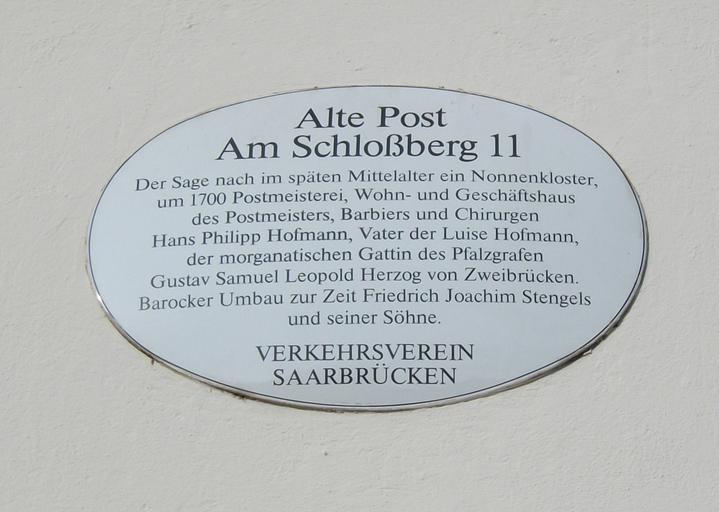 Alte Post
Am Schloßberg 11
Der Sage nach im späten Mittelalter ein Nonnenkloster,
um 1700 Postmeisterei, Wohn- und Geschäftshaus
des Postmeisters, Barbiers und Chirurgen
Hans Philipp Hofmann, Vater der Luise Hofmann,
der morganatischen Gattin des Pfalzgrafen
Gustav Samuel Leopold Herzog von Zweibrücken.
Barocker Umbau zur Zeit Friedrich Joachim Stengels
und seiner Söhne.
VERKEHRSVEREIN
SAARBRÜCKEN